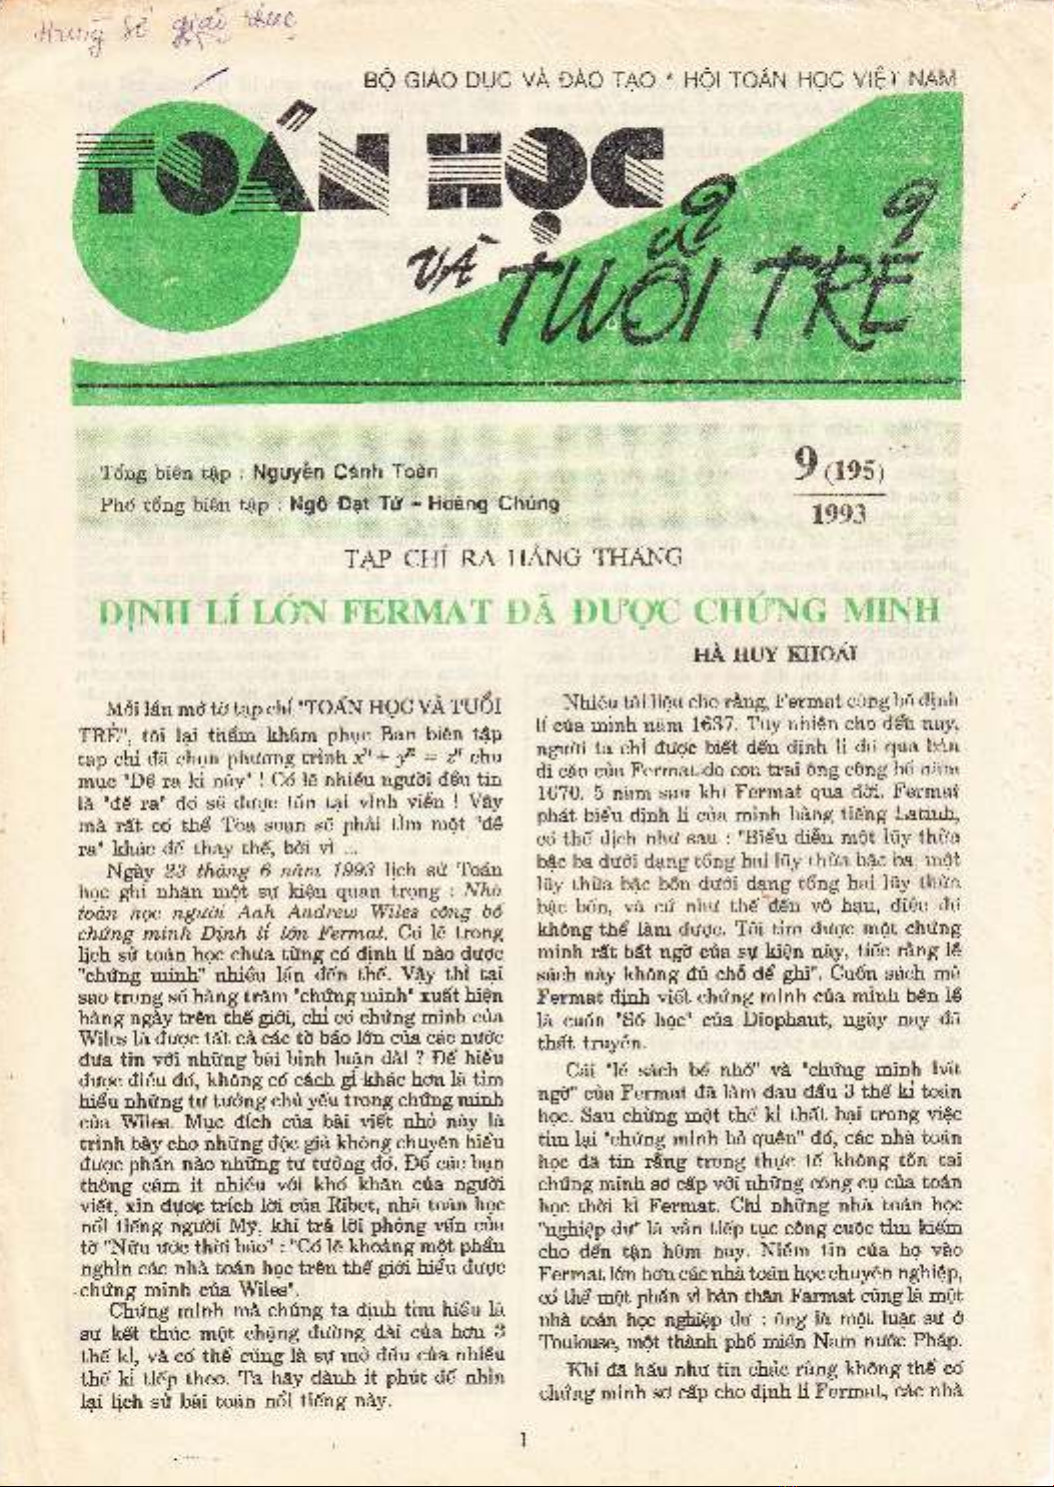 BỘ GIÁO DỤC VÀ ĐÀO TẠO * HỘI TOÁN HỌC VIỆT NAM
TOÁN HỌC
VÀ
TUỔI TRẺ
Tổng biên tập : Nguyễn Cảnh Toàn
Phó tổng biên tập : Ngô Đạt Tứ - Hoàng Chúng
9 (195)
1993
TẠP CHÍ RA HÀNG THÁNG
ĐỊNH LÍ LỚN FERMAT ĐÃ ĐƯỢC CHỨNG MINH
HÀ HUY KHOÁI
Mỗi lần mở tờ tạp chí "TOÁN HỌC VÀ TUỔI
TRẺ", tôi lại thầm khâm phục Ban biên tập
tạp chí đã chọn phương trình xⁿ + yⁿ = zⁿ cho
mục "Đề ra kì này" ! Có lẽ nhiều người đều tin
là "đề ra" đó sẽ được tồn tại vĩnh viễn ! Vậy
mà rất có thể Tòa soạn sẽ phải tìm một "đề
ra" khác để thay thế, bởi vì ...
Ngày 23 tháng 6 năm 1993 lịch sử Toán
học ghi nhận một sự kiện quan trọng : Nhà
toán học người Anh Andrew Wiles công bố
chứng minh Định lí lớn Fermat. Có lẽ trong
lịch sử toán học chưa từng có định lí nào được
"chứng minh" nhiều lần đến thế. Vậy thì tại
sao trong số hàng trăm "chứng minh" xuất hiện
hàng ngày trên thế giới, chỉ có chứng minh của
Wiles là được tất cả các tờ báo lớn của các nước
đưa tin với những bài bình luận dài ? Để hiểu
được điều đó, không có cách gì khác hơn là tìm
hiểu những tư tưởng chủ yếu trong chứng minh
của Wiles. Mục đích của bài viết nhỏ này là
trình bày cho những độc giả không chuyên hiểu
được phần nào những tư tưởng đó. Để các bạn
thông cảm ít nhiều với khó khăn của người
viết, xin được trích lời của Ribet, nhà toán học
nổi tiếng người Mỹ, khi trả lời phỏng vấn của
tờ "Nữu ước thời báo" : "Có lẽ khoảng một phần
nghìn các nhà toán học trên thế giới hiểu được
chứng minh của Wiles".
Chứng minh mà chúng ta định tìm hiểu là
sự kết thúc một chặng đường dài của hơn 3
thế kỉ, và có thể cũng là sự mở đầu của nhiều
thế kỉ tiếp theo. Ta hãy dành ít phút để nhìn
lại lịch sử bài toán nổi tiếng này.
Nhiều tài liệu cho rằng, Fermat công bố định
lí của mình năm 1637. Tuy nhiên cho đến nay,
người ta chỉ được biết đến định lí đó qua bản
di cảo của Fermat do con trai ông công bố năm
1670, 5 năm sau khi Fermat qua đời. Fermat
phát biểu định lí của mình bằng tiếng Latinh,
có thể dịch như sau : "Biểu diễn một lũy thừa
bậc ba dưới dạng tổng hai lũy thừa bậc ba, một
lũy thừa bậc bốn dưới dạng tổng hai lũy thừa
bậc bốn, và cứ như thế đến vô hạn, điều đó
không thể làm được. Tôi tìm được một chứng
minh rất bất ngờ của sự kiện này, tiếc rằng lề
sách này không đủ chỗ để ghi". Cuốn sách mà
Fermat định viết chứng minh của mình bên lề
là cuốn "Số học" của Diophant, ngày nay đã
thất truyền.
Cái "lề sách bé nhỏ" và "chứng minh bất
ngờ" của Fermat đã làm đau đầu 3 thế kỉ toán
học. Sau chừng một thế kỉ thất bại trong việc
tìm lại "chứng minh bỏ quên" đó, các nhà toán
học đã tin rằng trong thực tế không tồn tại
chứng minh sơ cấp với những công cụ của toán
học thời kì Fermat. Chỉ những nhà toán học
"nghiệp dư" là vẫn tiếp tục công cuộc tìm kiếm
cho đến tận hôm nay. Niềm tin của họ vào
Fermat lớn hơn các nhà toán học chuyên nghiệp,
có thể một phần vì bản thân Farmat cũng là một
nhà toán học nghiệp dư : ông là một luật sư ở
Toulouse, một thành phố miền Nam nước Pháp.
Khi đã hầu như tin chắc rằng không thể có
chứng minh sơ cấp cho định lí Fermat, các nhà
1